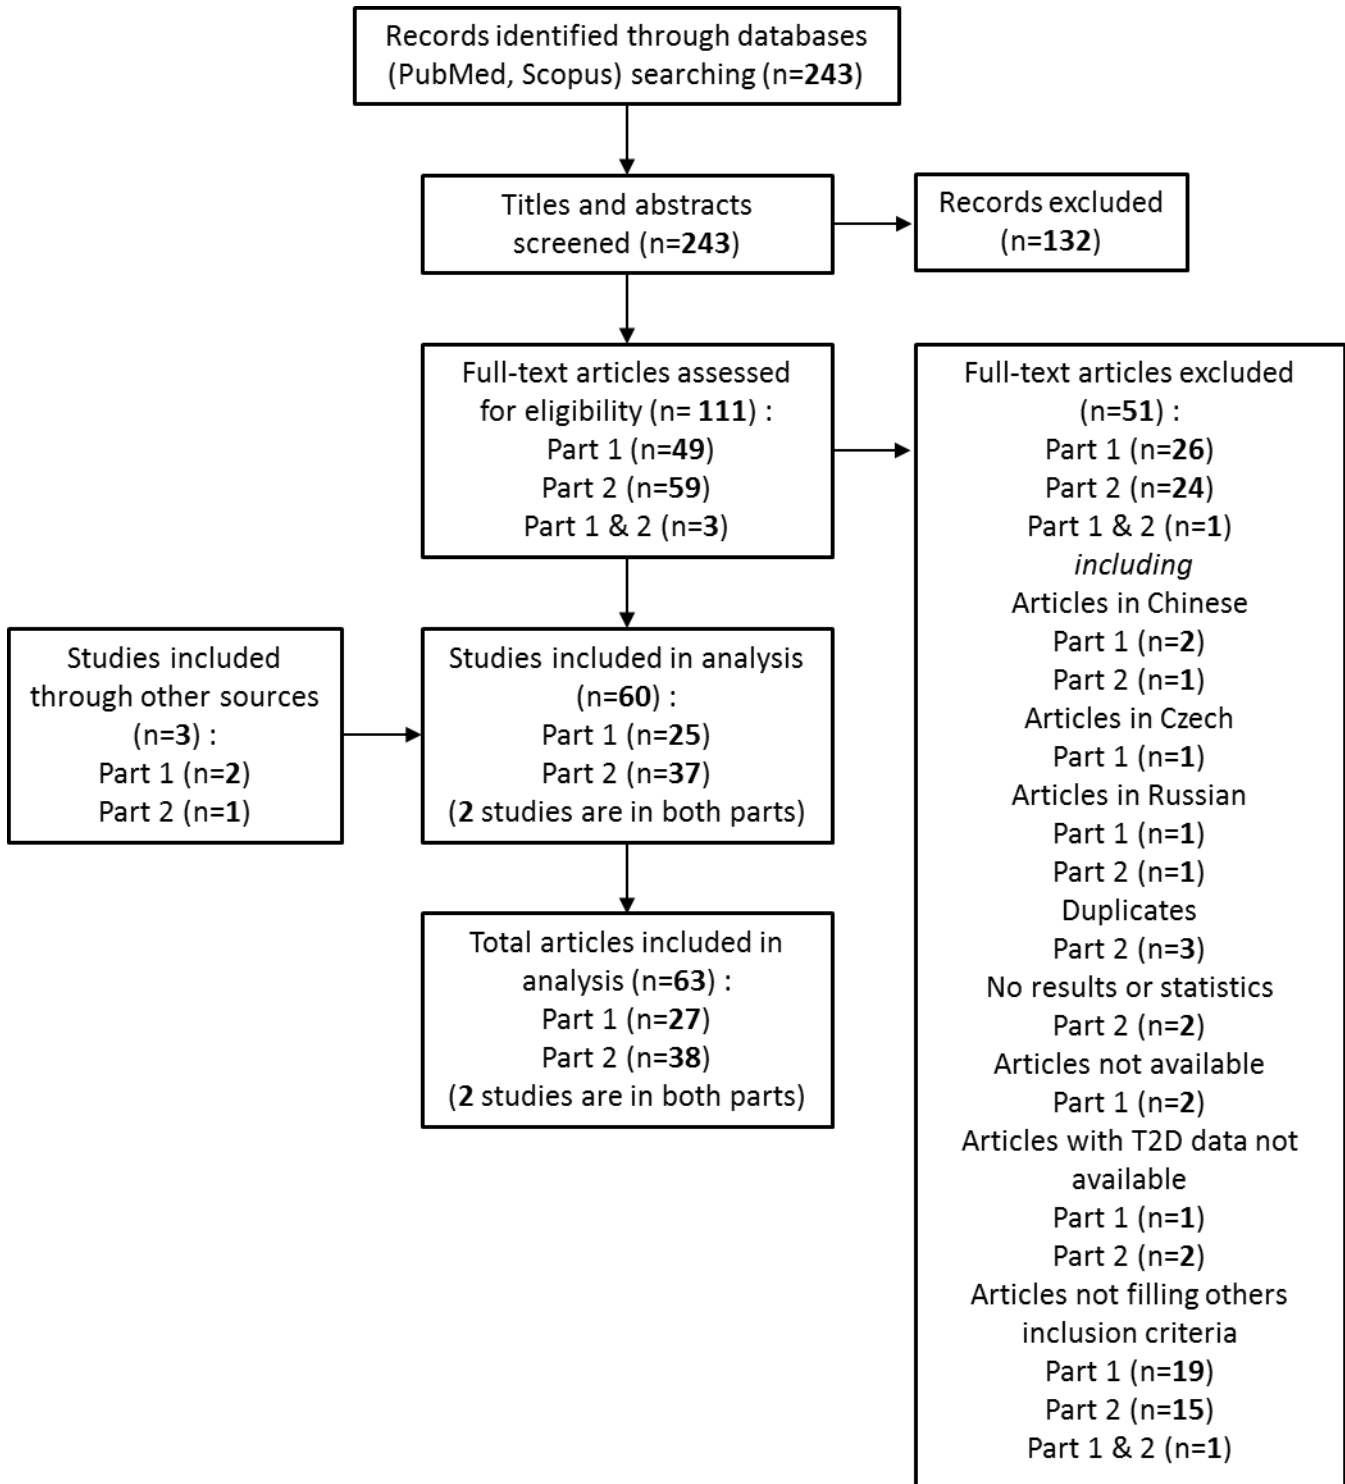 Records identified through databases
(PubMed, Scopus) searching (n=243)
Titles and abstracts
screened (n=243)
Records excluded
(n=132)
Full-text articles assessed
for eligibility (n= 111) :
Part 1 (n=49)
Part 2 (n=59)
Part 1 & 2 (n=3)
Full-text articles excluded
(n=51) :
Part 1 (n=26)
Part 2 (n=24)
Part 1 & 2 (n=1)
including
Articles in Chinese
Part 1 (n=2)
Part 2 (n=1)
Articles in Czech
Part 1 (n=1)
Articles in Russian
Part 1 (n=1)
Part 2 (n=1)
Duplicates
Part 2 (n=3)
No results or statistics
Part 2 (n=2)
Articles not available
Part 1 (n=2)
Articles with T2D data not
available
Part 1 (n=1)
Part 2 (n=2)
Articles not filling others
inclusion criteria
Part 1 (n=19)
Part 2 (n=15)
Part 1 & 2 (n=1)
Studies included
through other sources
(n=3) :
Part 1 (n=2)
Part 2 (n=1)
Studies included in analysis
(n=60) :
Part 1 (n=25)
Part 2 (n=37)
(2 studies are in both parts)
Total articles included in
analysis (n=63) :
Part 1 (n=27)
Part 2 (n=38)
(2 studies are in both parts)